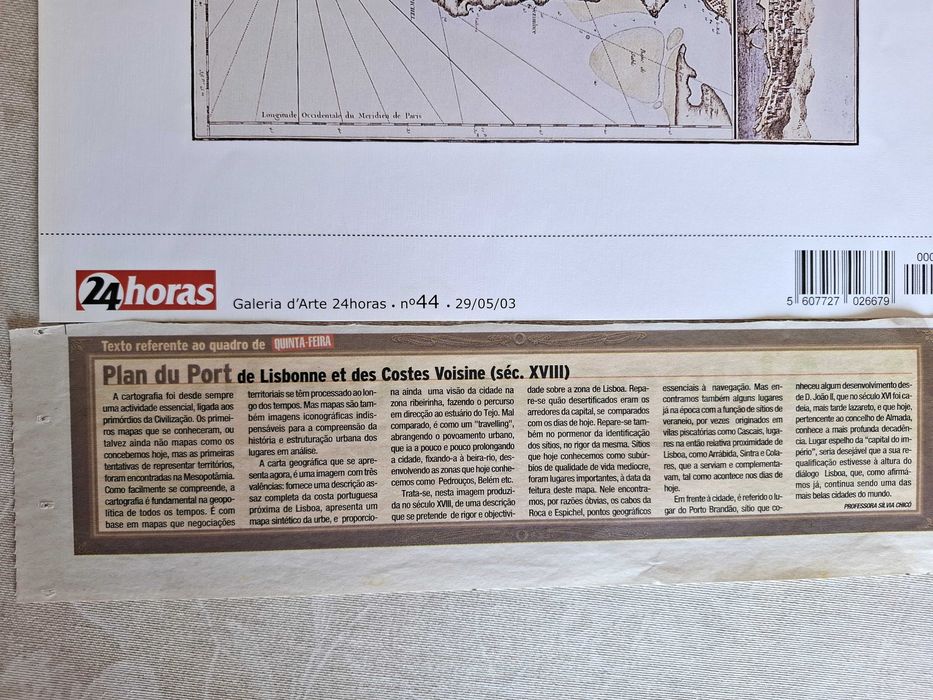 Longitude Occidentale du Meridien de Paris
24horas
Galeria d'Arte 24horas • nº44 • 29/05/03
5 607727 026679
000
Texto referente ao quadro de QUINTA-FEIRA
Plan du Port de Lisbonne et des Costes Voisine (séc. XVIII)
A cartografia foi desde sempre
uma actividade essencial, ligada aos
primórdios da Civilização. Os primei-
ros mapas que se conheceram, ou
talvez ainda não mapas como os
concebemos hoje, mas as primeiras
tentativas de representar territórios,
foram encontradas na Mesopotâmia.
Como facilmente se compreende, a
cartografia é fundamental na geopo-
lítica de todos os tempos. É com
base em mapas que negociações
territoriais se têm processado ao lon-
go dos tempos. Mas mapas são tam-
bém imagens iconográficas indis-
pensáveis para a compreensão da
história e estruturação urbana dos
lugares em análise.
A carta geográfica que se apre-
senta agora, é uma imagem com três
valências: fornece uma descrição as-
saz completa da costa portuguesa
próxima de Lisboa, apresenta um
mapa sintético da urbe, e proporcio-
na ainda uma visão da cidade na
zona ribeirinha, fazendo o percurso
em direcção ao estuário do Tejo. Mal
comparado, é como um "travelling",
abrangendo o povoamento urbano,
que ia a pouco e pouco prolongando
a cidade, fixando-a à beira-rio, des-
envolvendo as zonas que hoje conhe-
cemos como Pedrouços, Belém etc.
Trata-se, nesta imagem produzi-
da no século XVIII, de uma descrição
que se pretende de rigor e objectivi-
dade sobre a zona de Lisboa. Repa-
re-se quão desertificados eram os
arredores da capital, se comparados
com os dias de hoje. Repare-se tam-
bém no pormenor da identificação
dos sítios, no rigor da mesma. Sítios
que hoje conhecemos como subúr-
bios de qualidade de vida medíocre,
foram lugares importantes, à data da
feitura deste mapa. Nele encontra-
mos, por razões óbvias, os cabos da
Roca e Espichel, pontos geográficos
essenciais à navegação. Mas en-
contramos também alguns lugares
já na época com a função de sítios de
veraneio, por vezes originados em
vilas piscatórias como Cascais, luga-
res na então relativa proximidade de
Lisboa, como Arrábida, Sintra e Cola-
res, que a serviam e complementa-
vam, tal como acontece nos dias de
hoje.
Em frente à cidade, é referido o lu-
gar do Porto Brandão, sítio que co-
nheceu algum desenvolvimento des-
de D. João II, que no século XVI foi ca-
deia, mais tarde lazareto, e que hoje,
pertencente ao concelho de Almada,
conhece a mais profunda decadên-
cia. Lugar espelho da "capital do im-
pério", seria desejável que a sua re-
qualificação estivesse à altura do
diálogo Lisboa, que, como afirmá-
mos já, continua sendo uma das
mais belas cidades do mundo.
PROFESSORA SÍLVIA CHICÓ